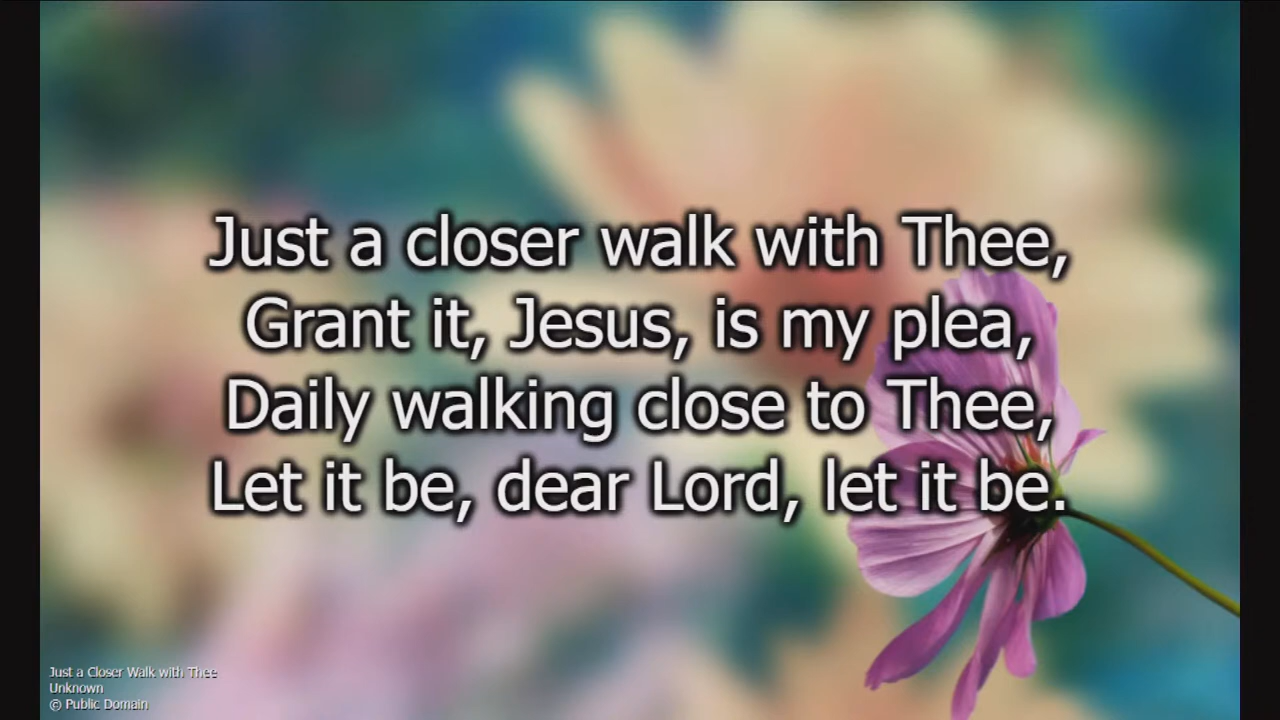 Just a closer walk with Thee,
Grant it, Jesus, is my plea,
Daily walking close to Thee,
Let it be, dear Lord, let it be.
Just a Closer Walk with Thee
Unknown
© Public Domain